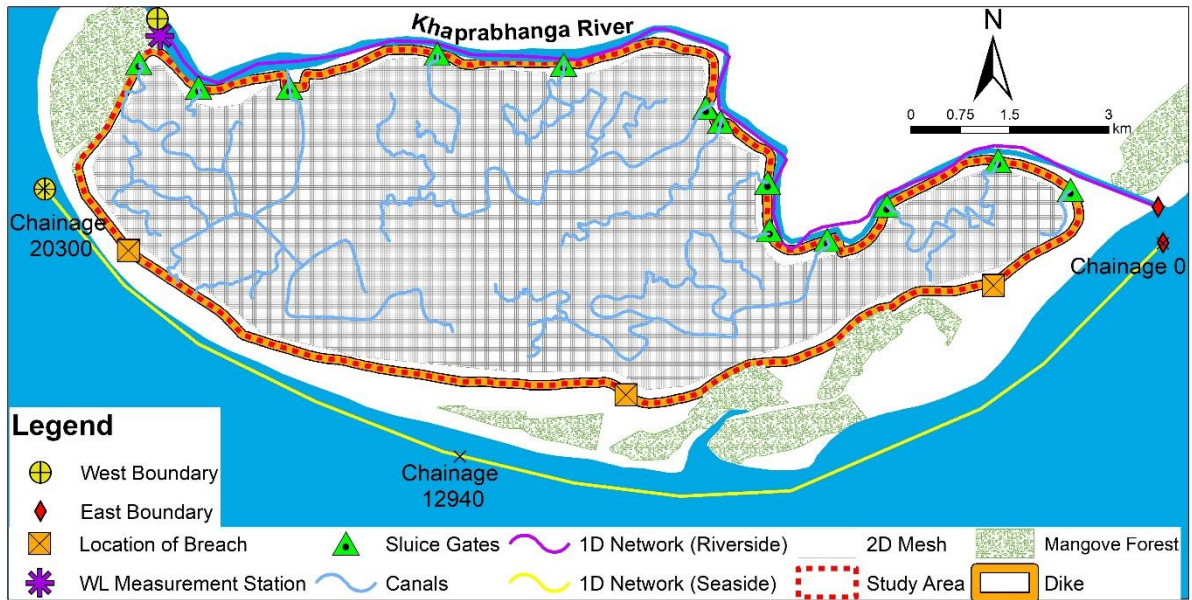 Khaprabhanga River
N
0 0.75 1.5 3
km
Chainage
20300
Chainage 0
Chainage
12940
Legend
West Boundary
East Boundary
Location of Breach
Sluice Gates
1D Network (Riverside)
2D Mesh
Mangove Forest
WL Measurement Station
Canals
1D Network (Seaside)
Study Area
Dike